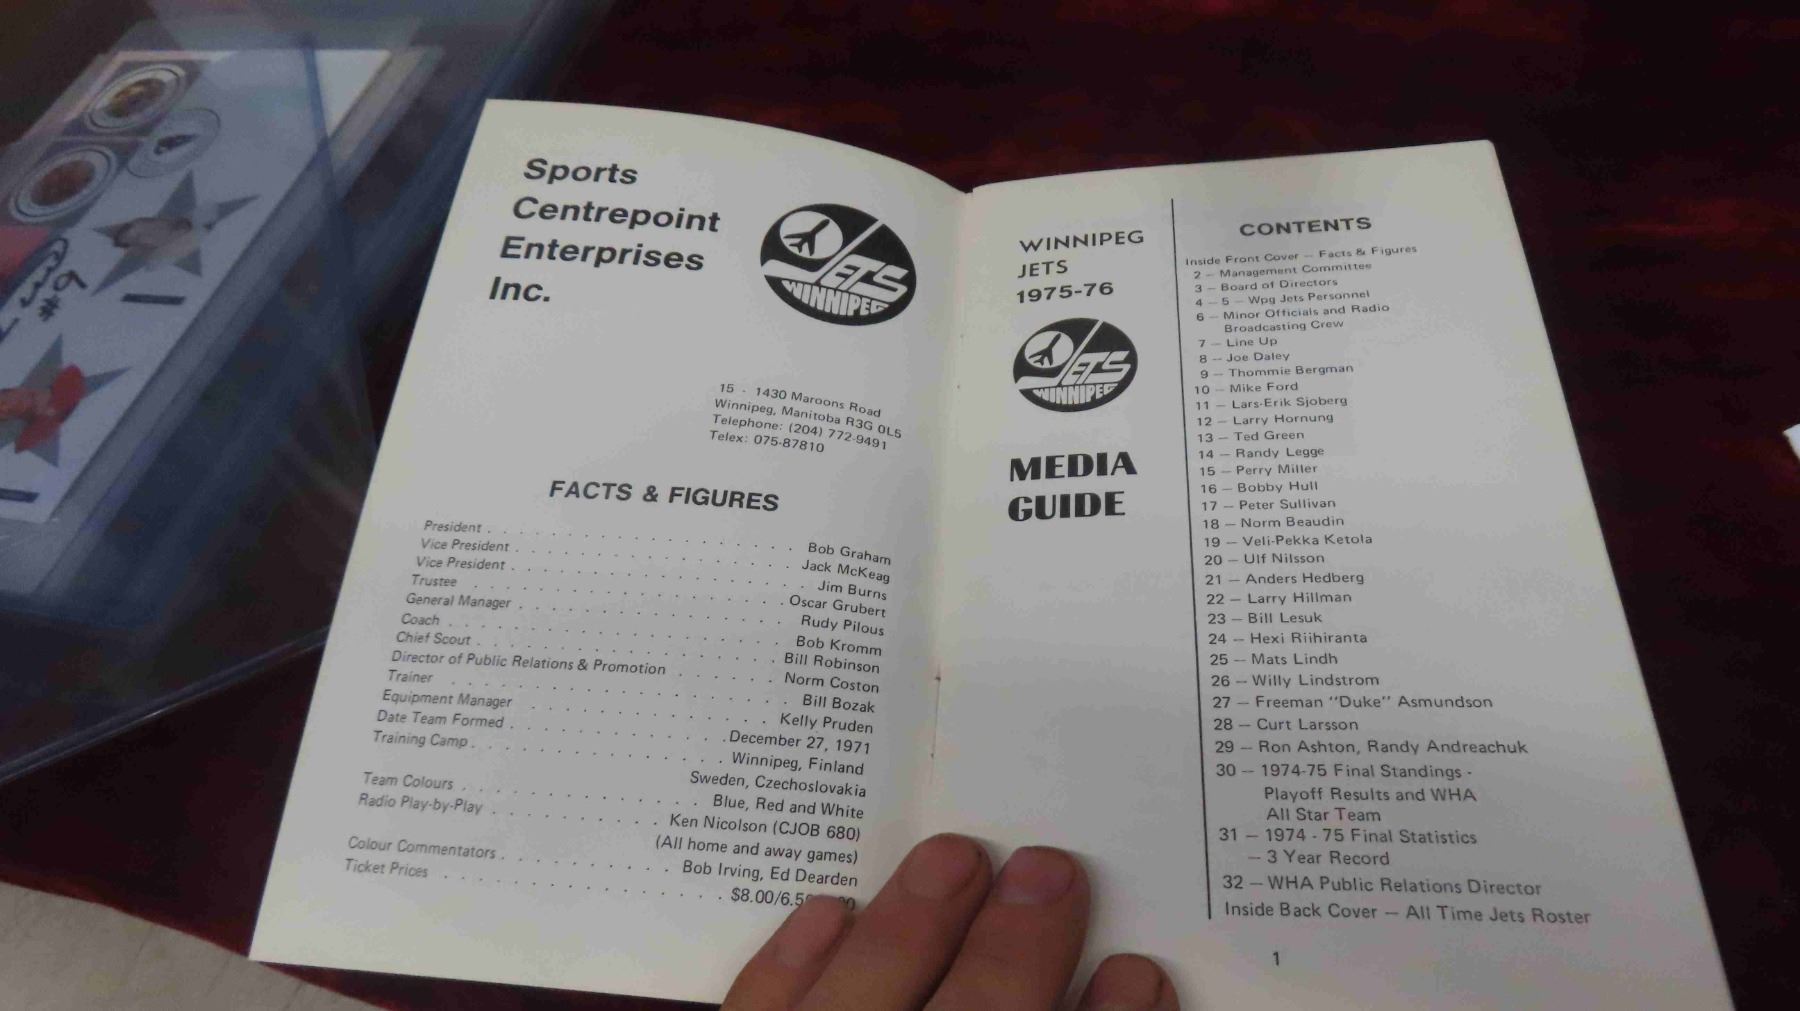 Sports
Centrepoint
Enterprises
Inc.
JETS
WINNIPEG
15 - 1430 Maroons Road
Winnipeg, Manitoba R3G 0L5
Telephone: (204) 772-9491
Telex: 075-87810
FACTS & FIGURES
President . . . . . . . . . . . . . . . . Bob Graham
Vice President . . . . . . . . . . . . . . Jack McKeag
Vice President . . . . . . . . . . . . . . Jim Burns
Trustee . . . . . . . . . . . . . . . . Oscar Grubert
General Manager . . . . . . . . . . . . . Rudy Pilous
Coach . . . . . . . . . . . . . . . . Bob Kromm
Chief Scout . . . . . . . . . . . . . . Bill Robinson
Director of Public Relations & Promotion . . . . . . Norm Coston
Trainer . . . . . . . . . . . . . . . . Bill Bozak
Equipment Manager . . . . . . . . . . . . Kelly Pruden
Date Team Formed . . . . . . . . . . . December 27, 1971
Training Camp . . . . . . . . . . . . . Winnipeg, Finland
Sweden, Czechoslovakia
Team Colours . . . . . . . . . . . . . Blue, Red and White
Radio Play-by-Play . . . . . . . . . . Ken Nicolson (CJOB 680)
(All home and away games)
Colour Commentators . . . . . . . . . Bob Irving, Ed Dearden
Ticket Prices . . . . . . . . . . . . . $8.00/6.5
WINNIPEG
JETS
1975-76
JETS
WINNIPEG
MEDIA
GUIDE
CONTENTS
Inside Front Cover — Facts & Figures
2 — Management Committee
3 — Board of Directors
4 — 5 — Wpg Jets Personnel
6 — Minor Officials and Radio
Broadcasting Crew
7 — Line Up
8 — Joe Daley
9 — Thommie Bergman
10 — Mike Ford
11 — Lars-Erik Sjoberg
12 — Larry Hornung
13 — Ted Green
14 — Randy Legge
15 — Perry Miller
16 — Bobby Hull
17 — Peter Sullivan
18 — Norm Beaudin
19 — Veli-Pekka Ketola
20 — Ulf Nilsson
21 — Anders Hedberg
22 — Larry Hillman
23 — Bill Lesuk
24 — Hexi Riihiranta
25 — Mats Lindh
26 — Willy Lindstrom
27 — Freeman "Duke" Asmundson
28 — Curt Larsson
29 — Ron Ashton, Randy Andreachuk
30 — 1974-75 Final Standings -
Playoff Results and WHA
All Star Team
31 — 1974 - 75 Final Statistics
— 3 Year Record
32 — WHA Public Relations Director
Inside Back Cover — All Time Jets Roster
1
#9